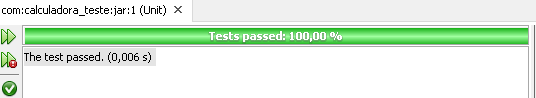 com:calculadora_teste:jar:1 (Unit)
Tests passed: 100,00 %
The test passed. (0,006 s)